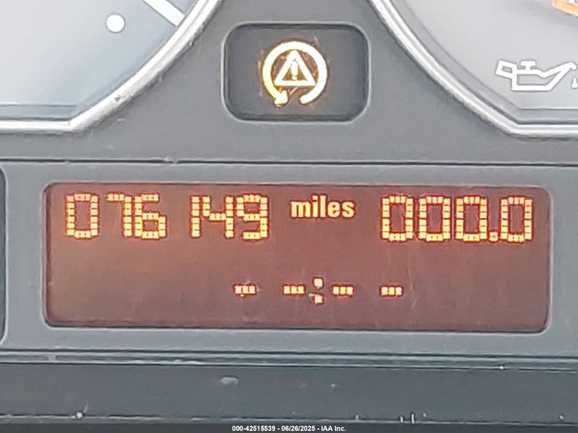 076149 miles 000.0
-- --:-- --
000-42515539 - 06/26/2025 - IAA Inc.